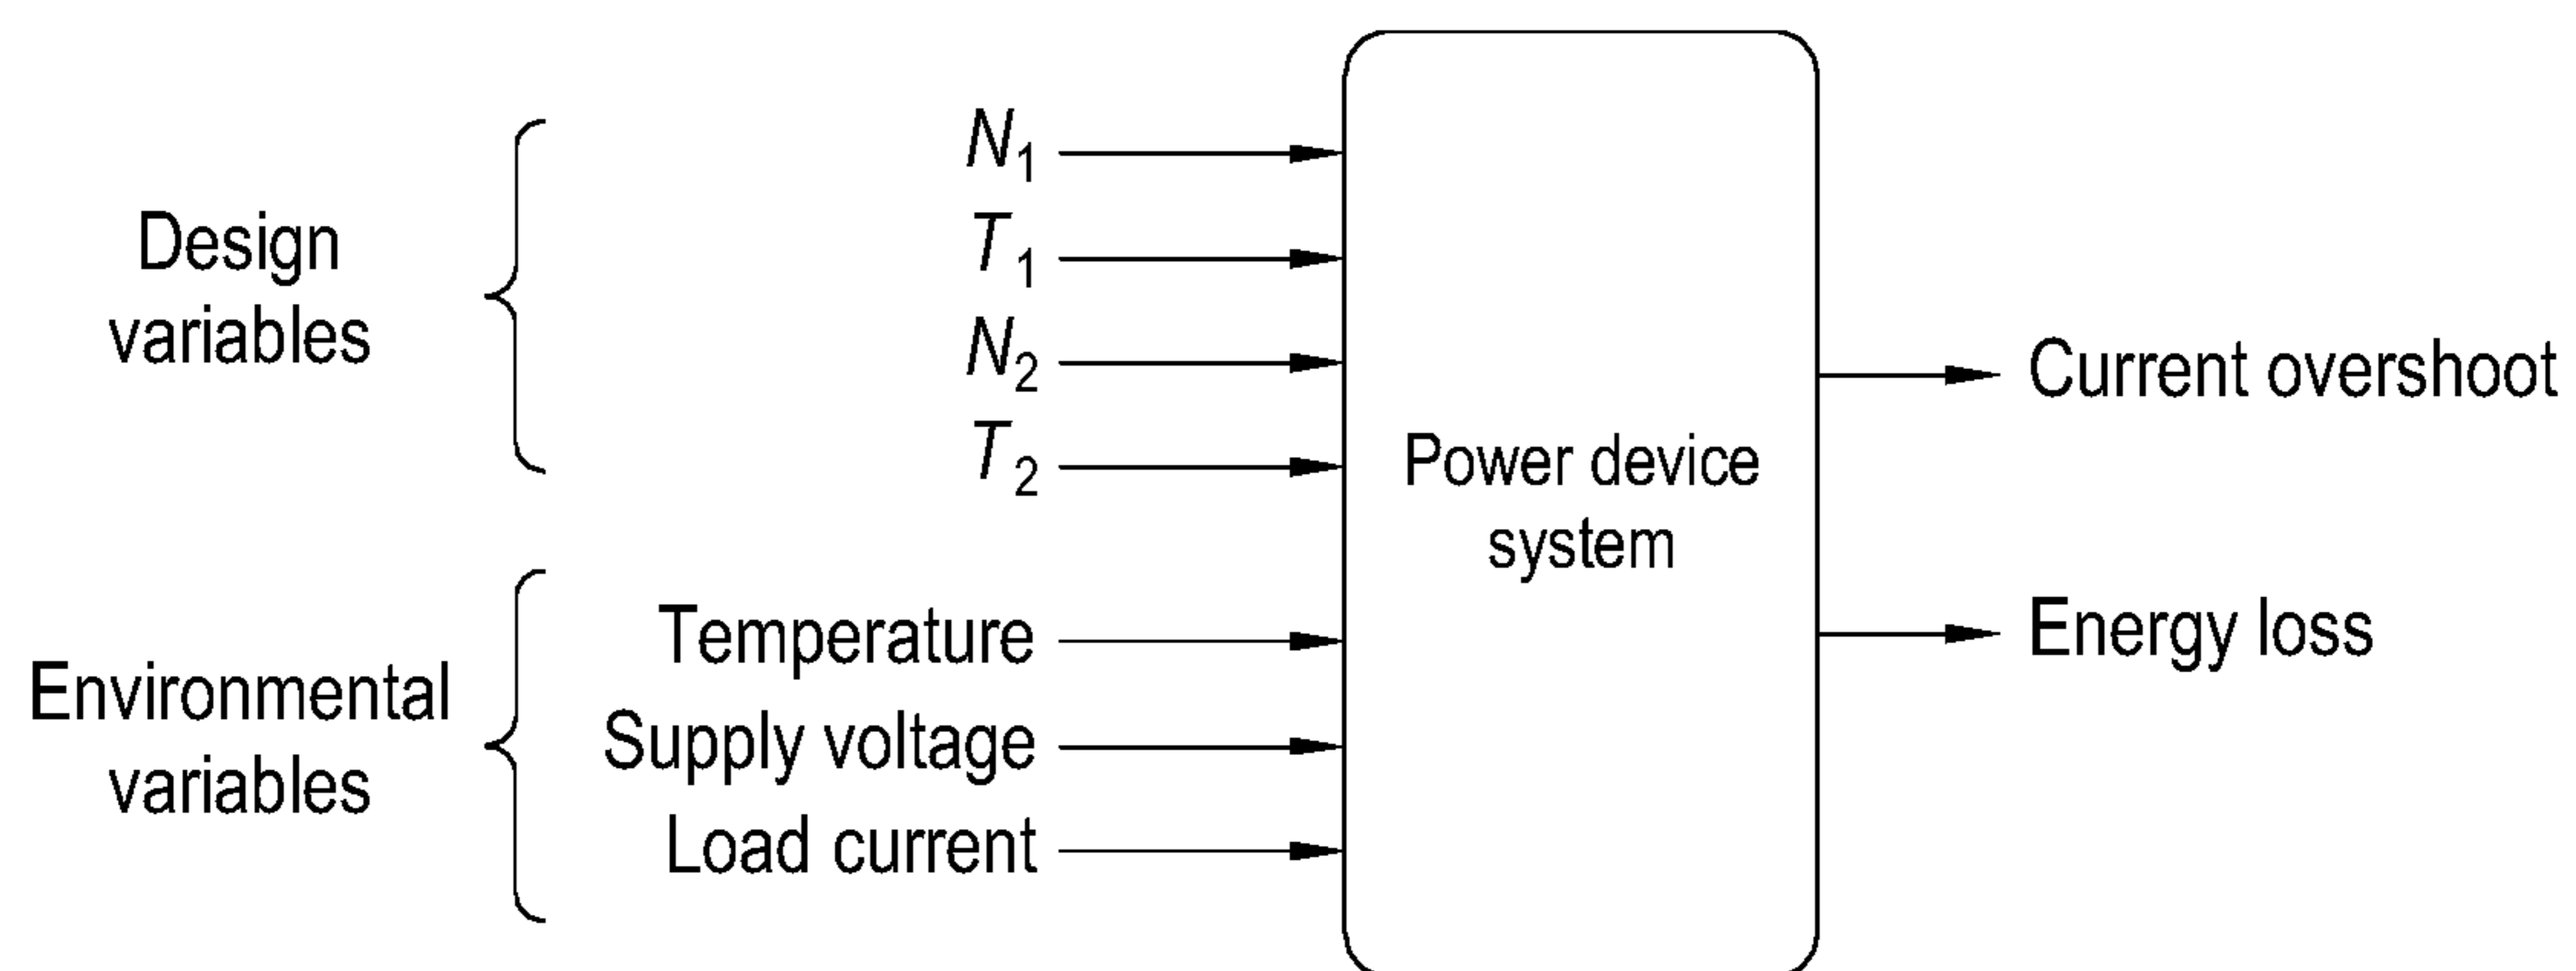 Design
variables
N1
T1
N2
T2
Environmental
variables
Temperature
Supply voltage
Load current
Power device
system
Current overshoot
Energy loss